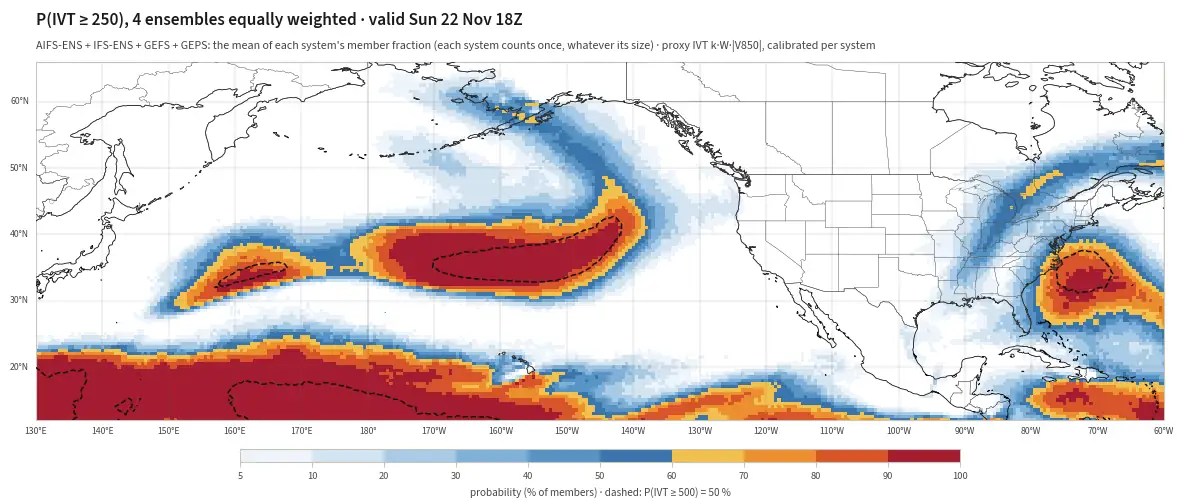 P(IVT ≥ 250), 4 ensembles equally weighted · valid Sun 22 Nov 18Z
AIFS-ENS + IFS-ENS + GEFS + GEPS: the mean of each system's member fraction (each system counts once, whatever its size) · proxy IVT k·W·|V850|, calibrated per system
60°N
50°N
40°N
30°N
20°N
130°E 140°E 150°E 160°E 170°E 180° 170°W 160°W 150°W 140°W 130°W 120°W 110°W 100°W 90°W 80°W 70°W 60°W
5 10 20 30 40 50 60 70 80 90 100
probability (% of members) · dashed: P(IVT ≥ 500) = 50 %